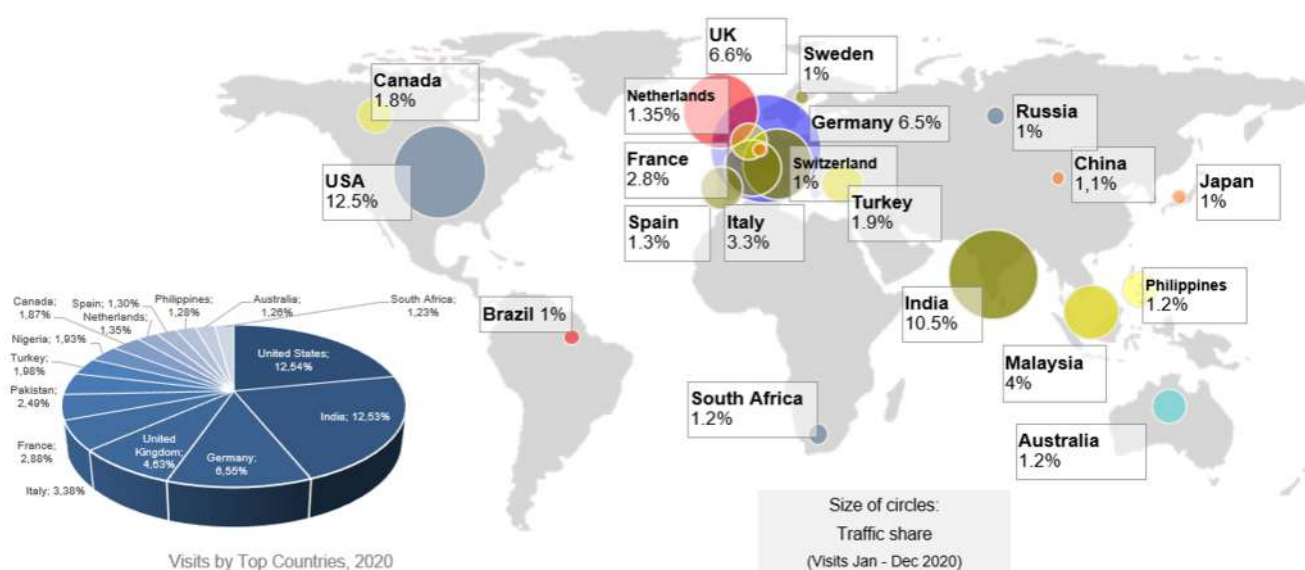 UK
6.6%
Sweden
1%
Canada
1.8%
Netherlands
1.35%
Germany 6.5%
Russia
1%
USA
12.5%
France
2.8%
Switzerland
1%
China
1,1%
Japan
1%
Turkey
1.9%
Spain
1.3%
Italy
3.3%
India
10.5%
Philippines
1.2%
Brazil 1%
Malaysia
4%
South Africa
1.2%
Australia
1.2%
Canada;
1,87%
Spain; 1,30%
Netherlands;
1,35%
Philippines;
1,28%
Australia;
1,26%
South Africa;
1,23%
Nigeria; 1,93%
Turkey;
1,98%
Pakistan;
2,49%
France;
2,88%
Italy; 3,38%
United
Kingdom;
4,63%
Germany;
6,55%
United States;
12,54%
India; 12,53%
Visits by Top Countries, 2020
Size of circles:
Traffic share
(Visits Jan - Dec 2020)